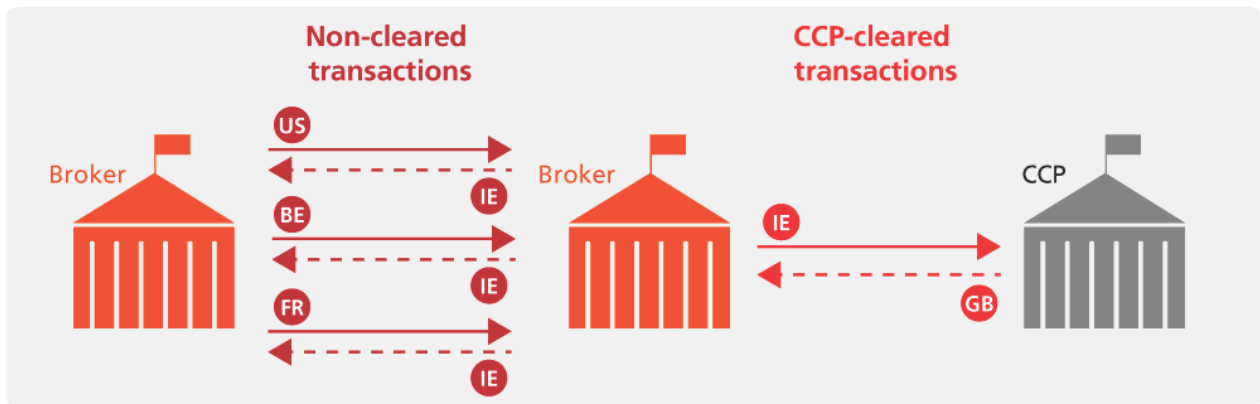 Non-cleared
transactions
CCP-cleared
transactions
US
Broker
Broker
CCP
IE
BE
IE
IE
FR
GB
IE